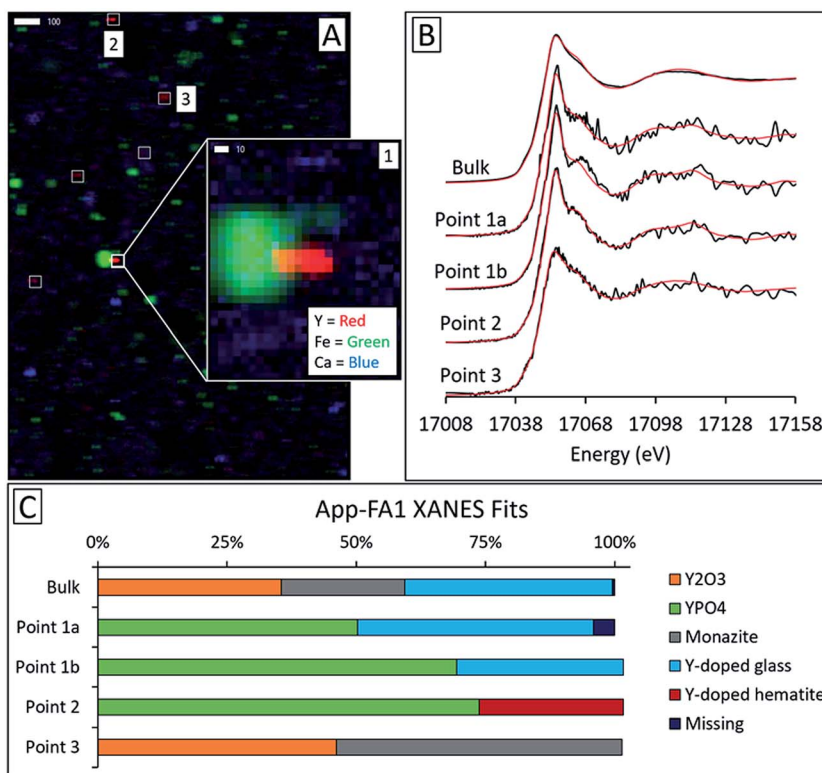 100
A
2
3
10
1
Y = Red
Fe = Green
Ca = Blue
B
Bulk
Point 1a
Point 1b
Point 2
Point 3
17008 17038 17068 17098 17128 17158
Energy (eV)
C
App-FA1 XANES Fits
0% 25% 50% 75% 100%
Bulk
Point 1a
Point 1b
Point 2
Point 3
Y2O3
YPO4
Monazite
Y-doped glass
Y-doped hematite
Missing